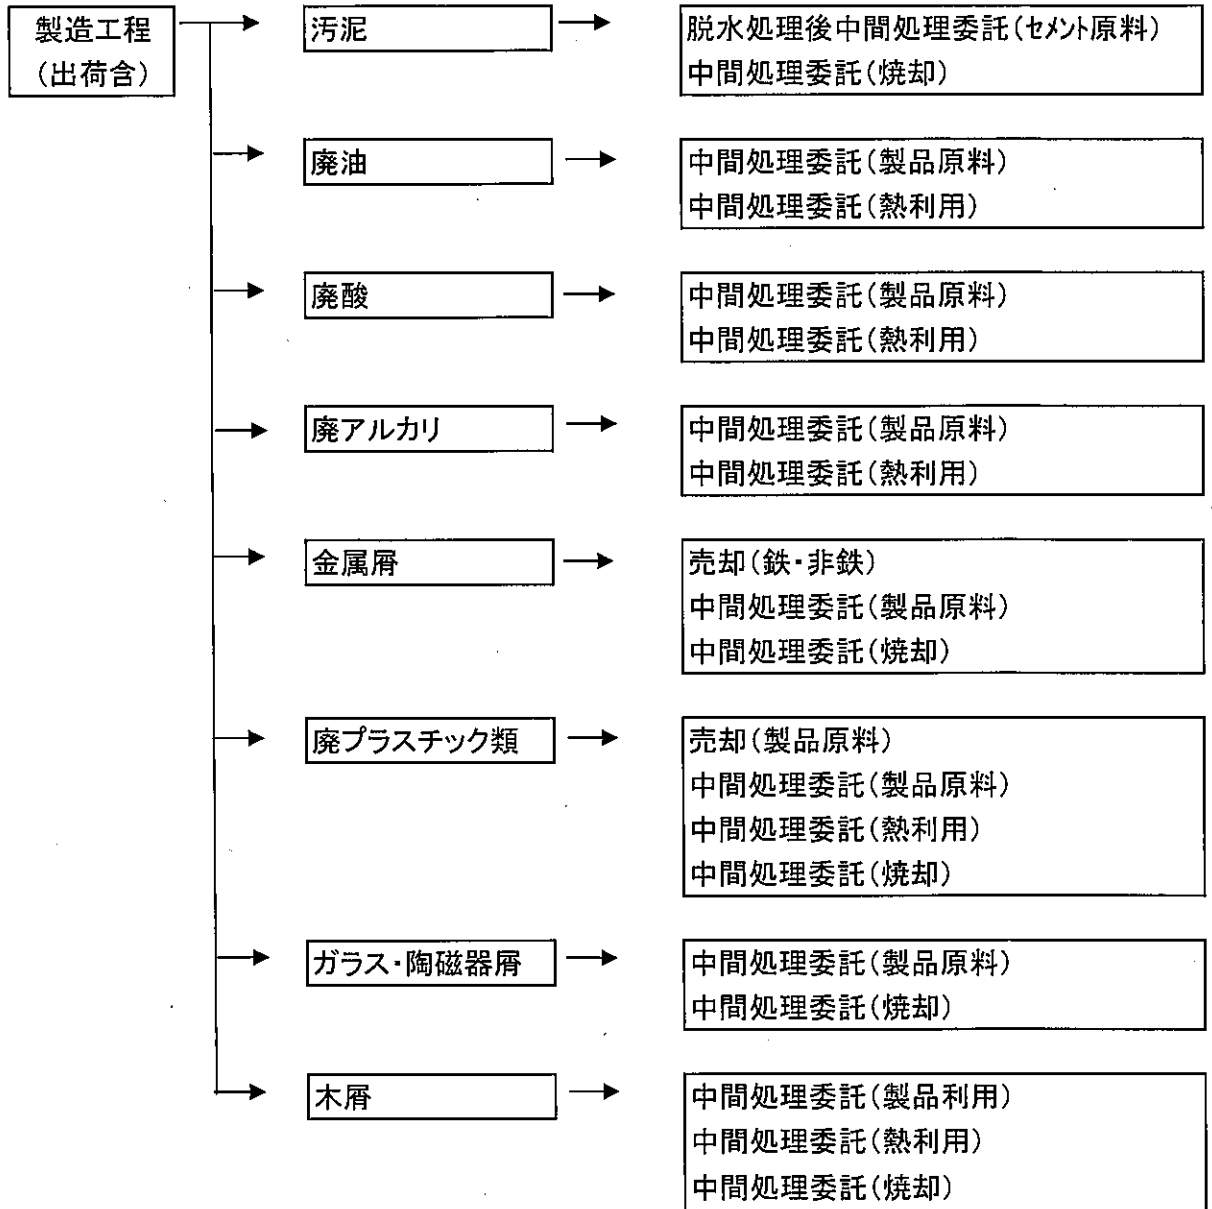 製造工程
(出荷含)
汚泥
脱水処理後中間処理委託(セメント原料)
中間処理委託(焼却)
廃油
中間処理委託(製品原料)
中間処理委託(熱利用)
廃酸
中間処理委託(製品原料)
中間処理委託(熱利用)
廃アルカリ
中間処理委託(製品原料)
中間処理委託(熱利用)
金属屑
売却(鉄・非鉄)
中間処理委託(製品原料)
中間処理委託(焼却)
廃プラスチック類
売却(製品原料)
中間処理委託(製品原料)
中間処理委託(熱利用)
中間処理委託(焼却)
ガラス・陶磁器屑
中間処理委託(製品原料)
中間処理委託(焼却)
木屑
中間処理委託(製品利用)
中間処理委託(熱利用)
中間処理委託(焼却)